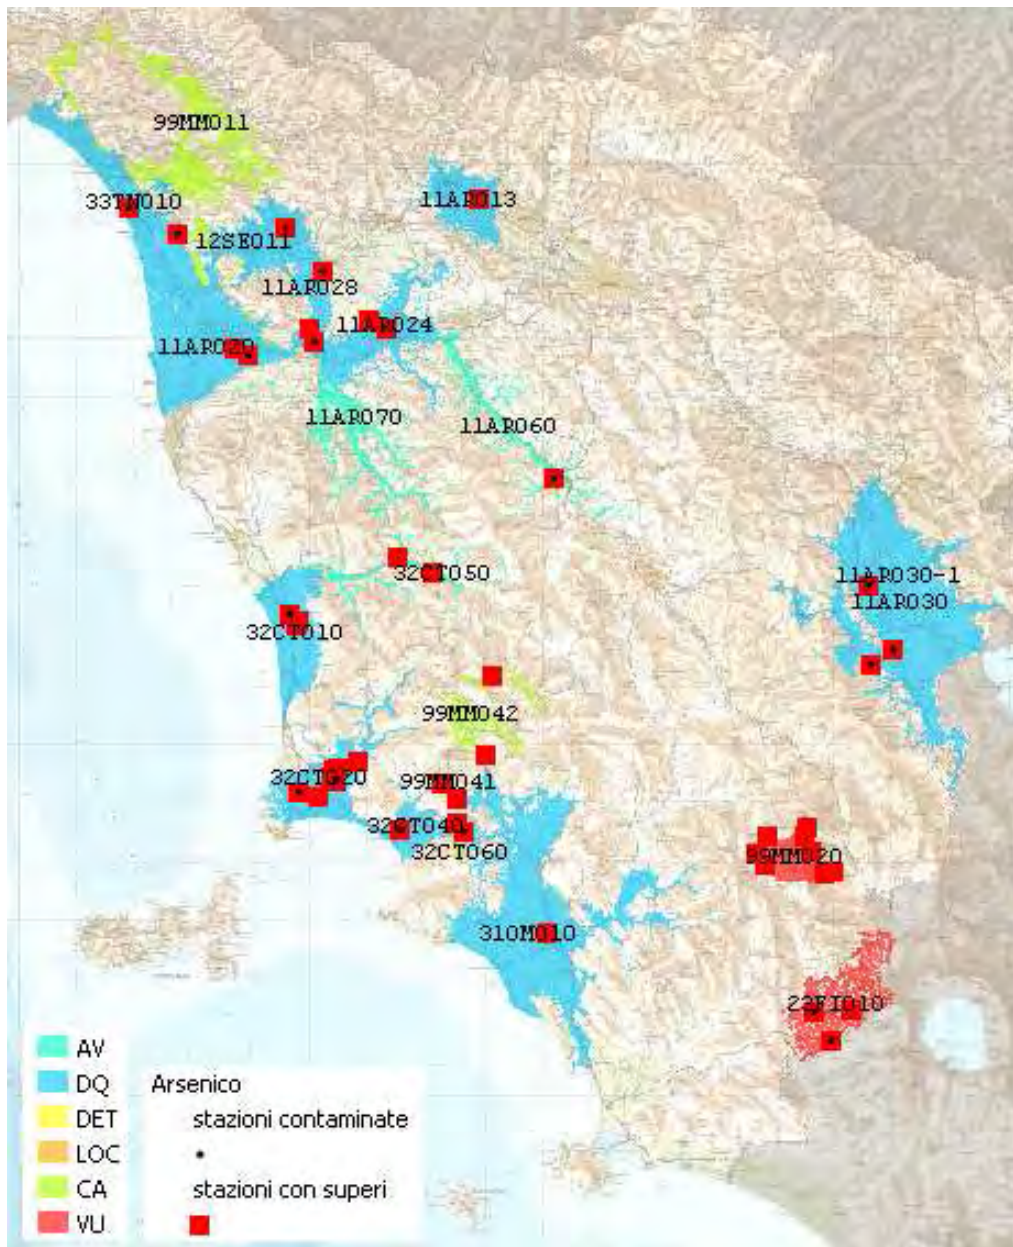 99MM011
33TN010
11AR013
12SE011
11AR028
11AR024
11AR020
11AR070
11AR060
32CT050
11AR030-1
11AR030
32CT010
99MM042
32CT020
99MM041
32CT040
32CT060
99MM020
31OM010
22FI010
AV
DQ
DET
LOC
CA
VU
Arsenico
stazioni contaminate
stazioni con superi